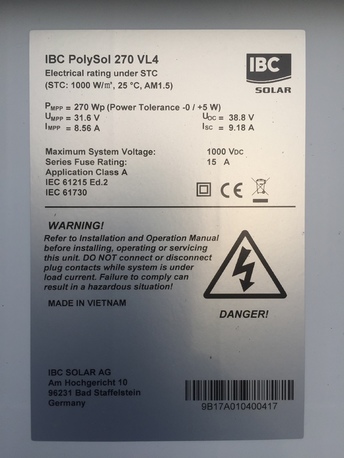 IBC PolySol 270 VL4
Electrical rating under STC
(STC: 1000 W/m², 25 °C, AM1.5)
IBC
SOLAR
PMPP = 270 Wp (Power Tolerance -0 / +5 W)
UMPP = 31.6 V UOC = 38.8 V
IMPP = 8.56 A ISC = 9.18 A
Maximum System Voltage: 1000 VDC
Series Fuse Rating: 15 A
Application Class A
IEC 61215 Ed.2
IEC 61730
CE
WARNING!
Refer to Installation and Operation Manual
before installing, operating or servicing
this unit. DO NOT connect or disconnect
plug contacts while system is under
load current. Failure to comply can
result in a hazardous situation!
MADE IN VIETNAM
DANGER!
IBC SOLAR AG
Am Hochgericht 10
96231 Bad Staffelstein
Germany
9B17A010400417